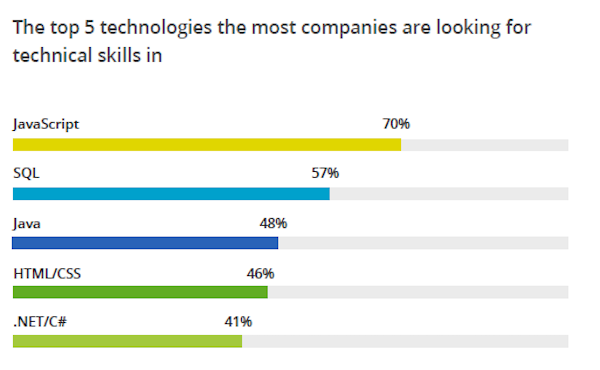 The top 5 technologies the most companies are looking for
technical skills in
JavaScript 70%
SQL 57%
Java 48%
HTML/CSS 46%
.NET/C# 41%